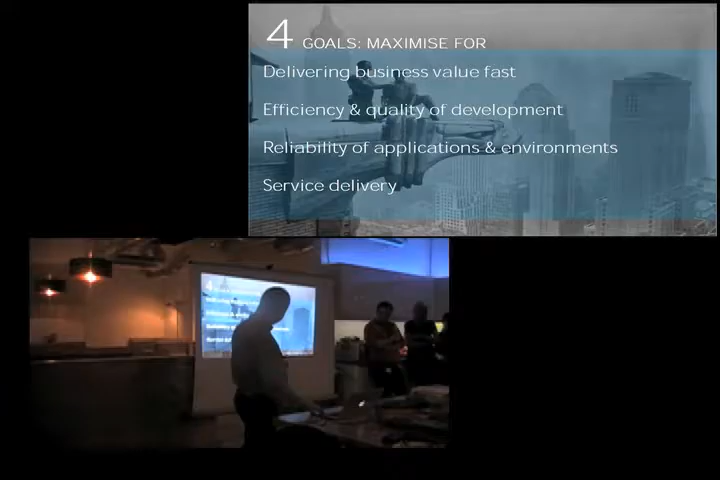 4 GOALS: MAXIMISE FOR
Delivering business value fast
Efficiency & quality of development
Reliability of applications & environments
Service delivery